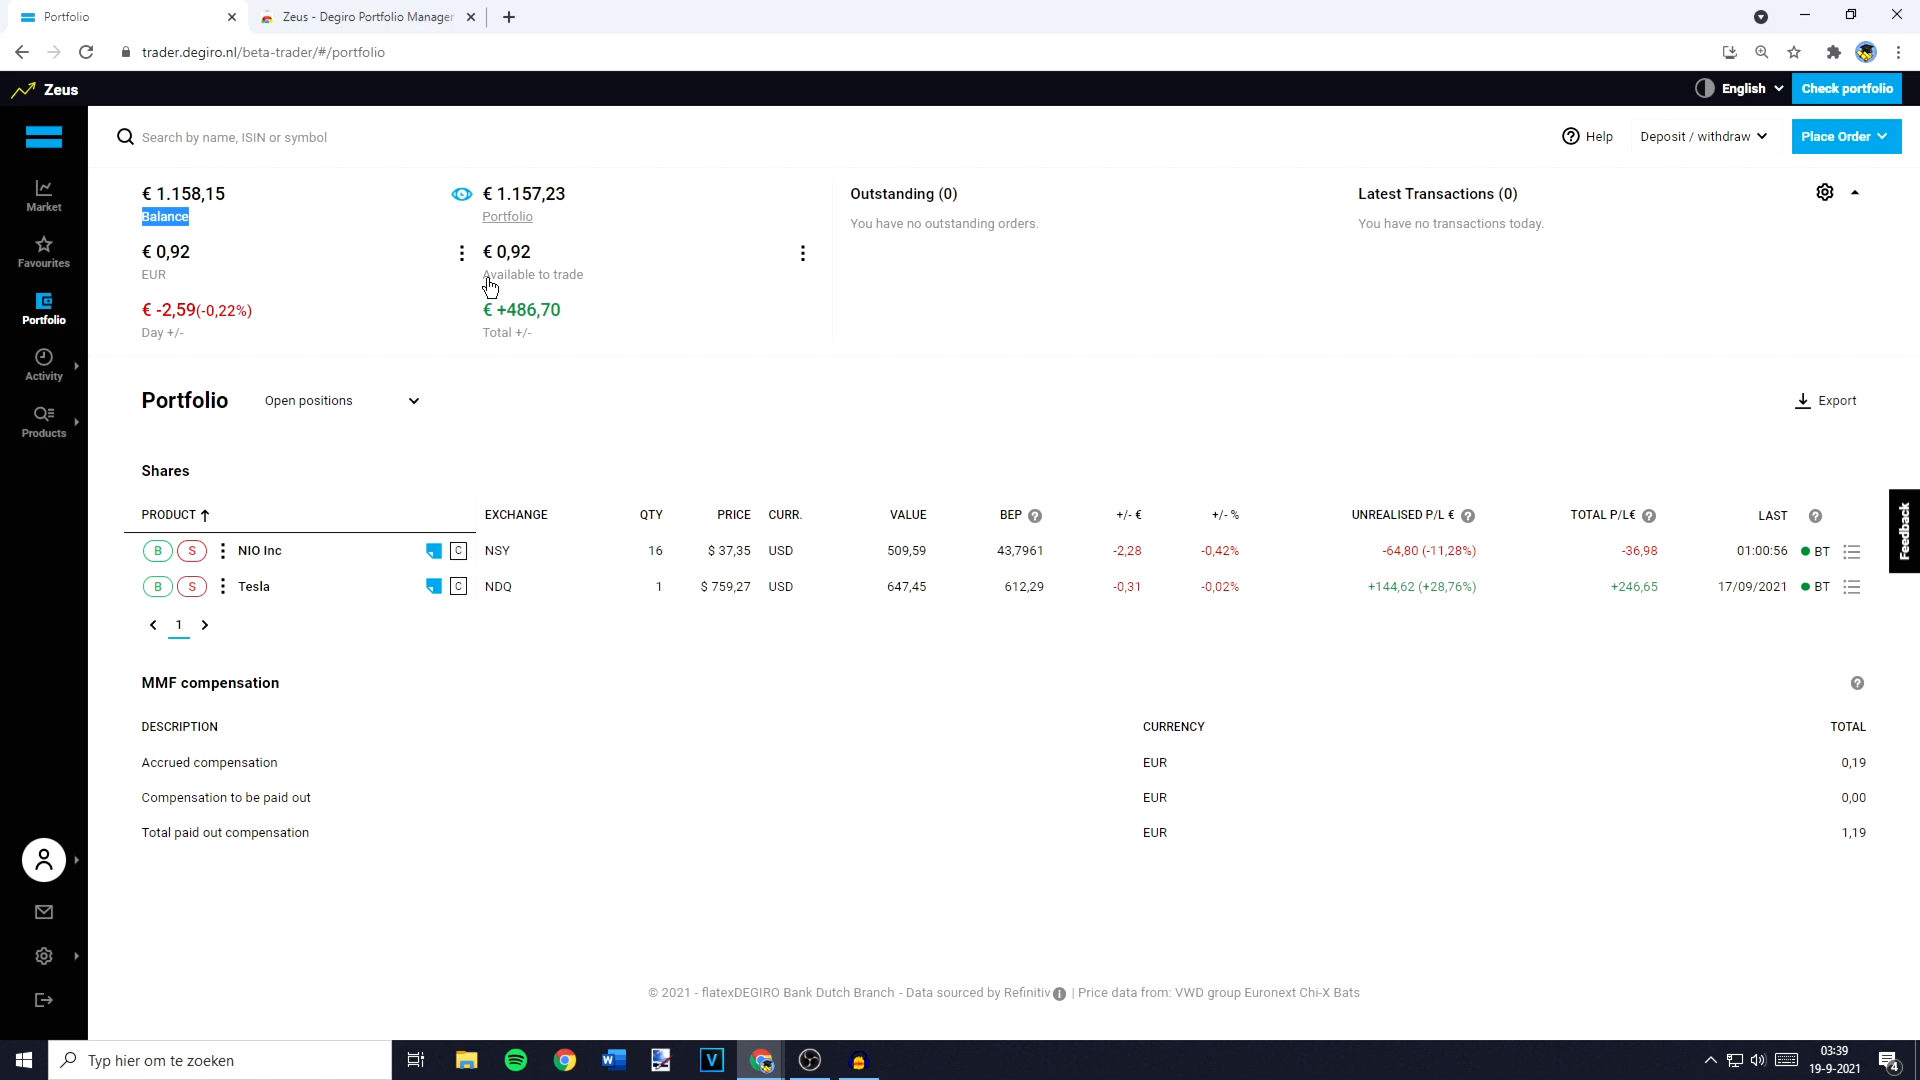 Portfolio
Zeus - Degiro Portfolio Manager
trader.degiro.nl/beta-trader/#/portfolio
Zeus
English
Check portfolio
Search by name, ISIN or symbol
Help
Deposit / withdraw
Place Order
Market
Favourites
Portfolio
Activity
Products
€ 1.158,15
Balance
€ 1.157,23
Portfolio
€ 0,92
EUR
€ 0,92
Available to trade
€ -2,59(-0,22%)
Day +/-
€ +486,70
Total +/-
Outstanding (0)
You have no outstanding orders.
Latest Transactions (0)
You have no transactions today.
Portfolio
Open positions
Export
Shares
PRODUCT EXCHANGE QTY PRICE CURR. VALUE BEP +/- € +/- % UNREALISED P/L € TOTAL P/L€ LAST
B S NIO Inc C NSY 16 $ 37,35 USD 509,59 43,7961 -2,28 -0,42% -64,80 (-11,28%) -36,98 01:00:56 BT
B S Tesla C NDQ 1 $ 759,27 USD 647,45 612,29 -0,31 -0,02% +144,62 (+28,76%) +246,65 17/09/2021 BT
1
MMF compensation
DESCRIPTION CURRENCY TOTAL
Accrued compensation EUR 0,19
Compensation to be paid out EUR 0,00
Total paid out compensation EUR 1,19
Feedback
© 2021 - flatexDEGIRO Bank Dutch Branch - Data sourced by Refinitiv | Price data from: VWD group Euronext Chi-X Bats
Typ hier om te zoeken
03:39
19-9-2021
4